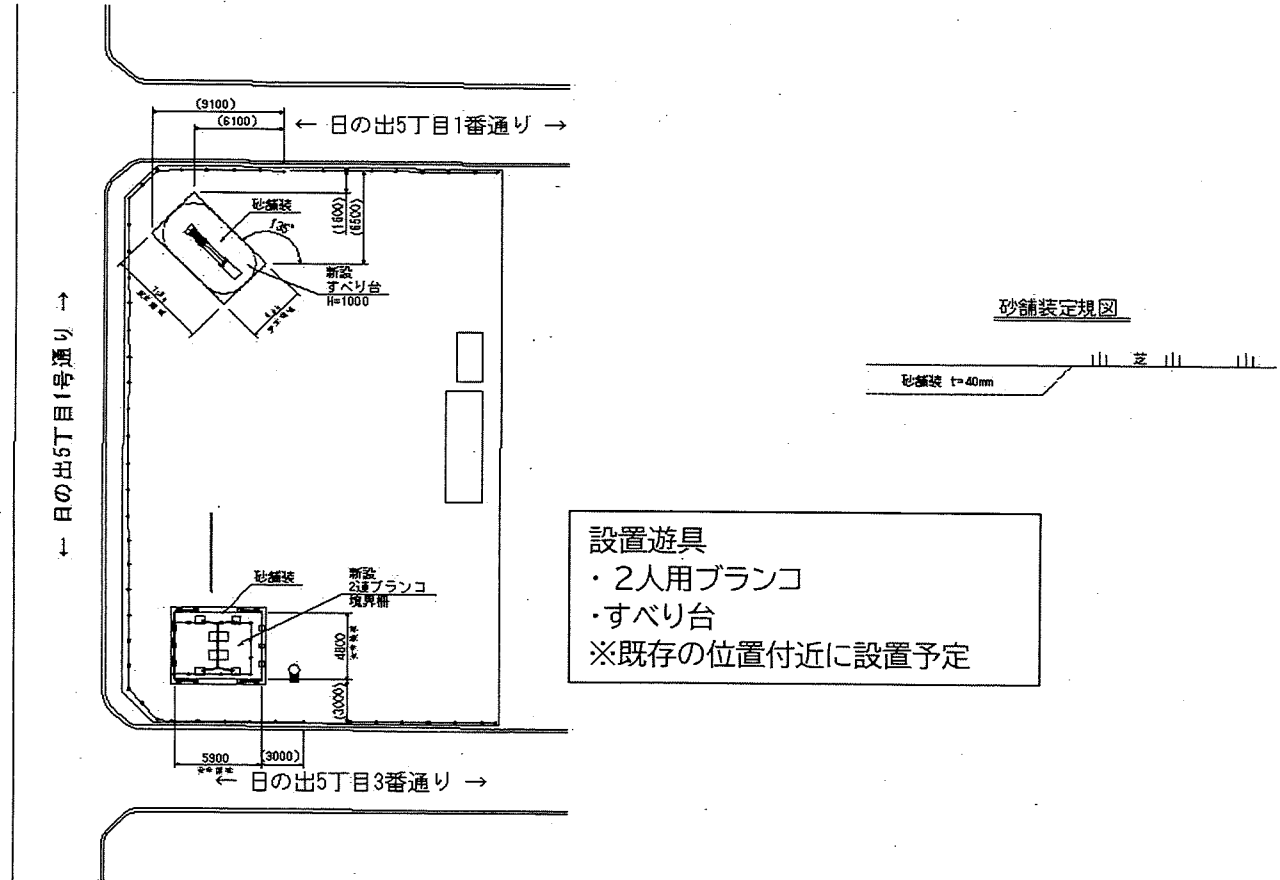 (9100)
(6100)
← 日の出5丁目1番通り →
砂舗装
135°
(1600)
(6500)
新設
すべり台
H=1000
← 日の出5丁目1号通り →
砂舗装定規図
芝
砂舗装 t=40mm
設置遊具
・2人用ブランコ
・すべり台
※既存の位置付近に設置予定
砂舗装
新設
2連ブランコ
境界柵
4800
(3000)
5900
(3000)
← 日の出5丁目3番通り →